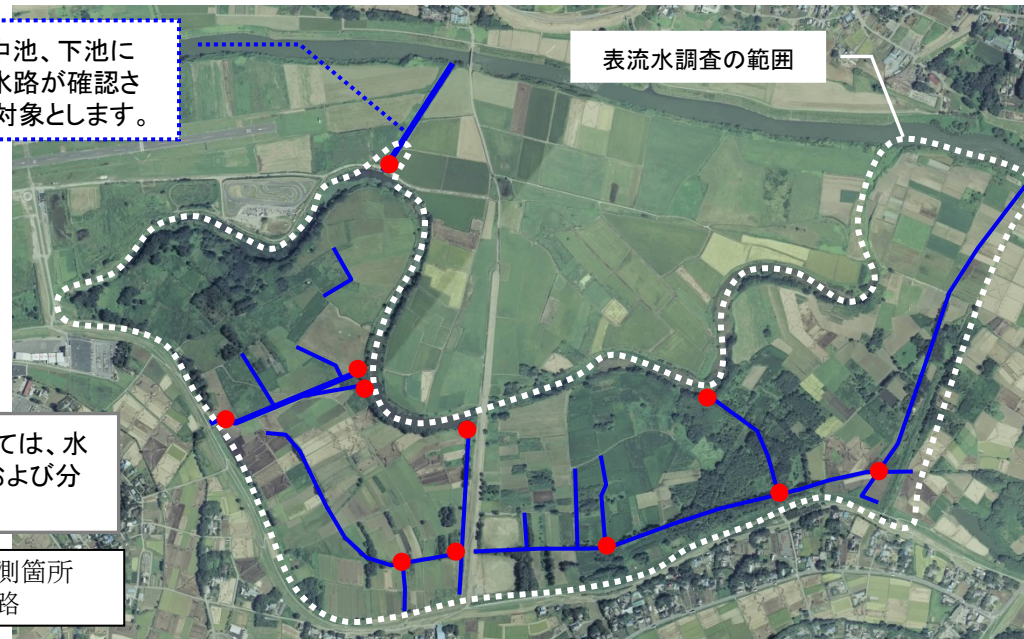 中池、下池に
水路が確認さ
対象とします。
表流水調査の範囲
ては、水
および分
測箇所
路